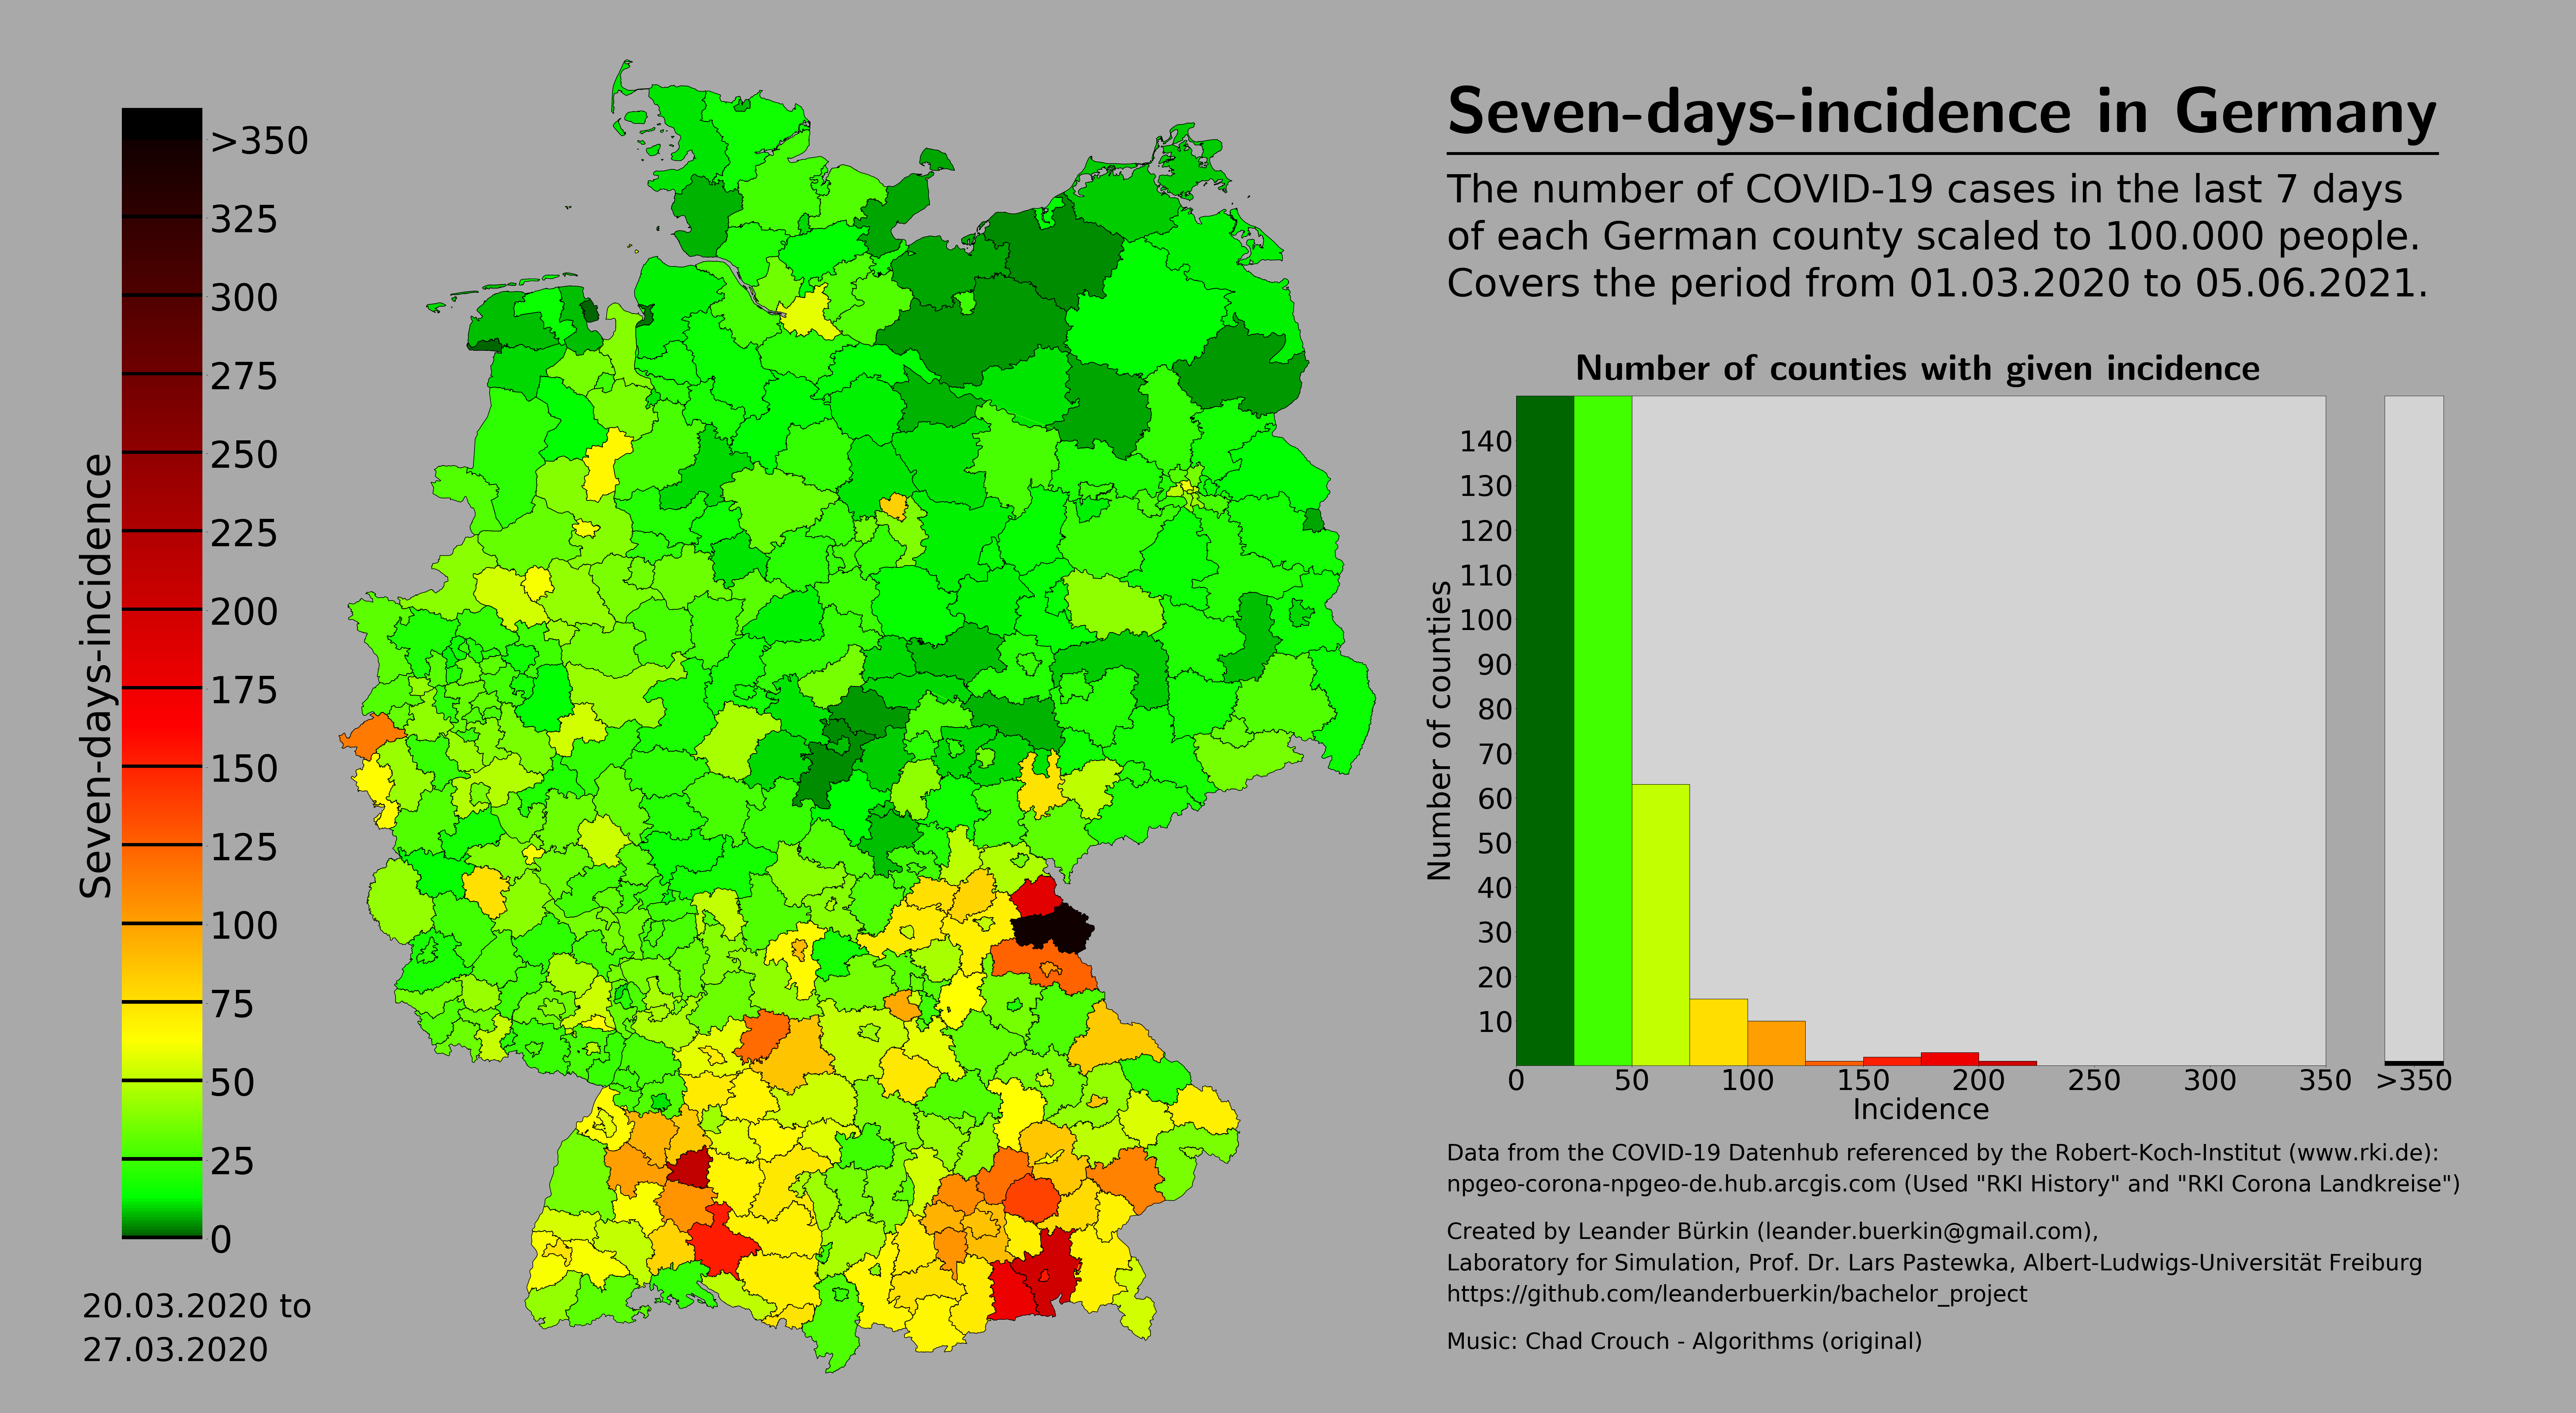 Seven-days-incidence in Germany
The number of COVID-19 cases in the last 7 days
of each German county scaled to 100.000 people.
Covers the period from 01.03.2020 to 05.06.2021.
>350
325
300
275
250
225
200
175
150
125
100
75
50
25
0
Seven-days-incidence
20.03.2020 to
27.03.2020
Number of counties with given incidence
140
130
120
110
100
90
80
70
60
50
40
30
20
10
Number of counties
0 50 100 150 200 250 300 350 >350
Incidence
Data from the COVID-19 Datenhub referenced by the Robert-Koch-Institut (www.rki.de):
npgeo-corona-npgeo-de.hub.arcgis.com (Used "RKI History" and "RKI Corona Landkreise")
Created by Leander Bürkin (leander.buerkin@gmail.com),
Laboratory for Simulation, Prof. Dr. Lars Pastewka, Albert-Ludwigs-Universität Freiburg
https://github.com/leanderbuerkin/bachelor_project
Music: Chad Crouch - Algorithms (original)